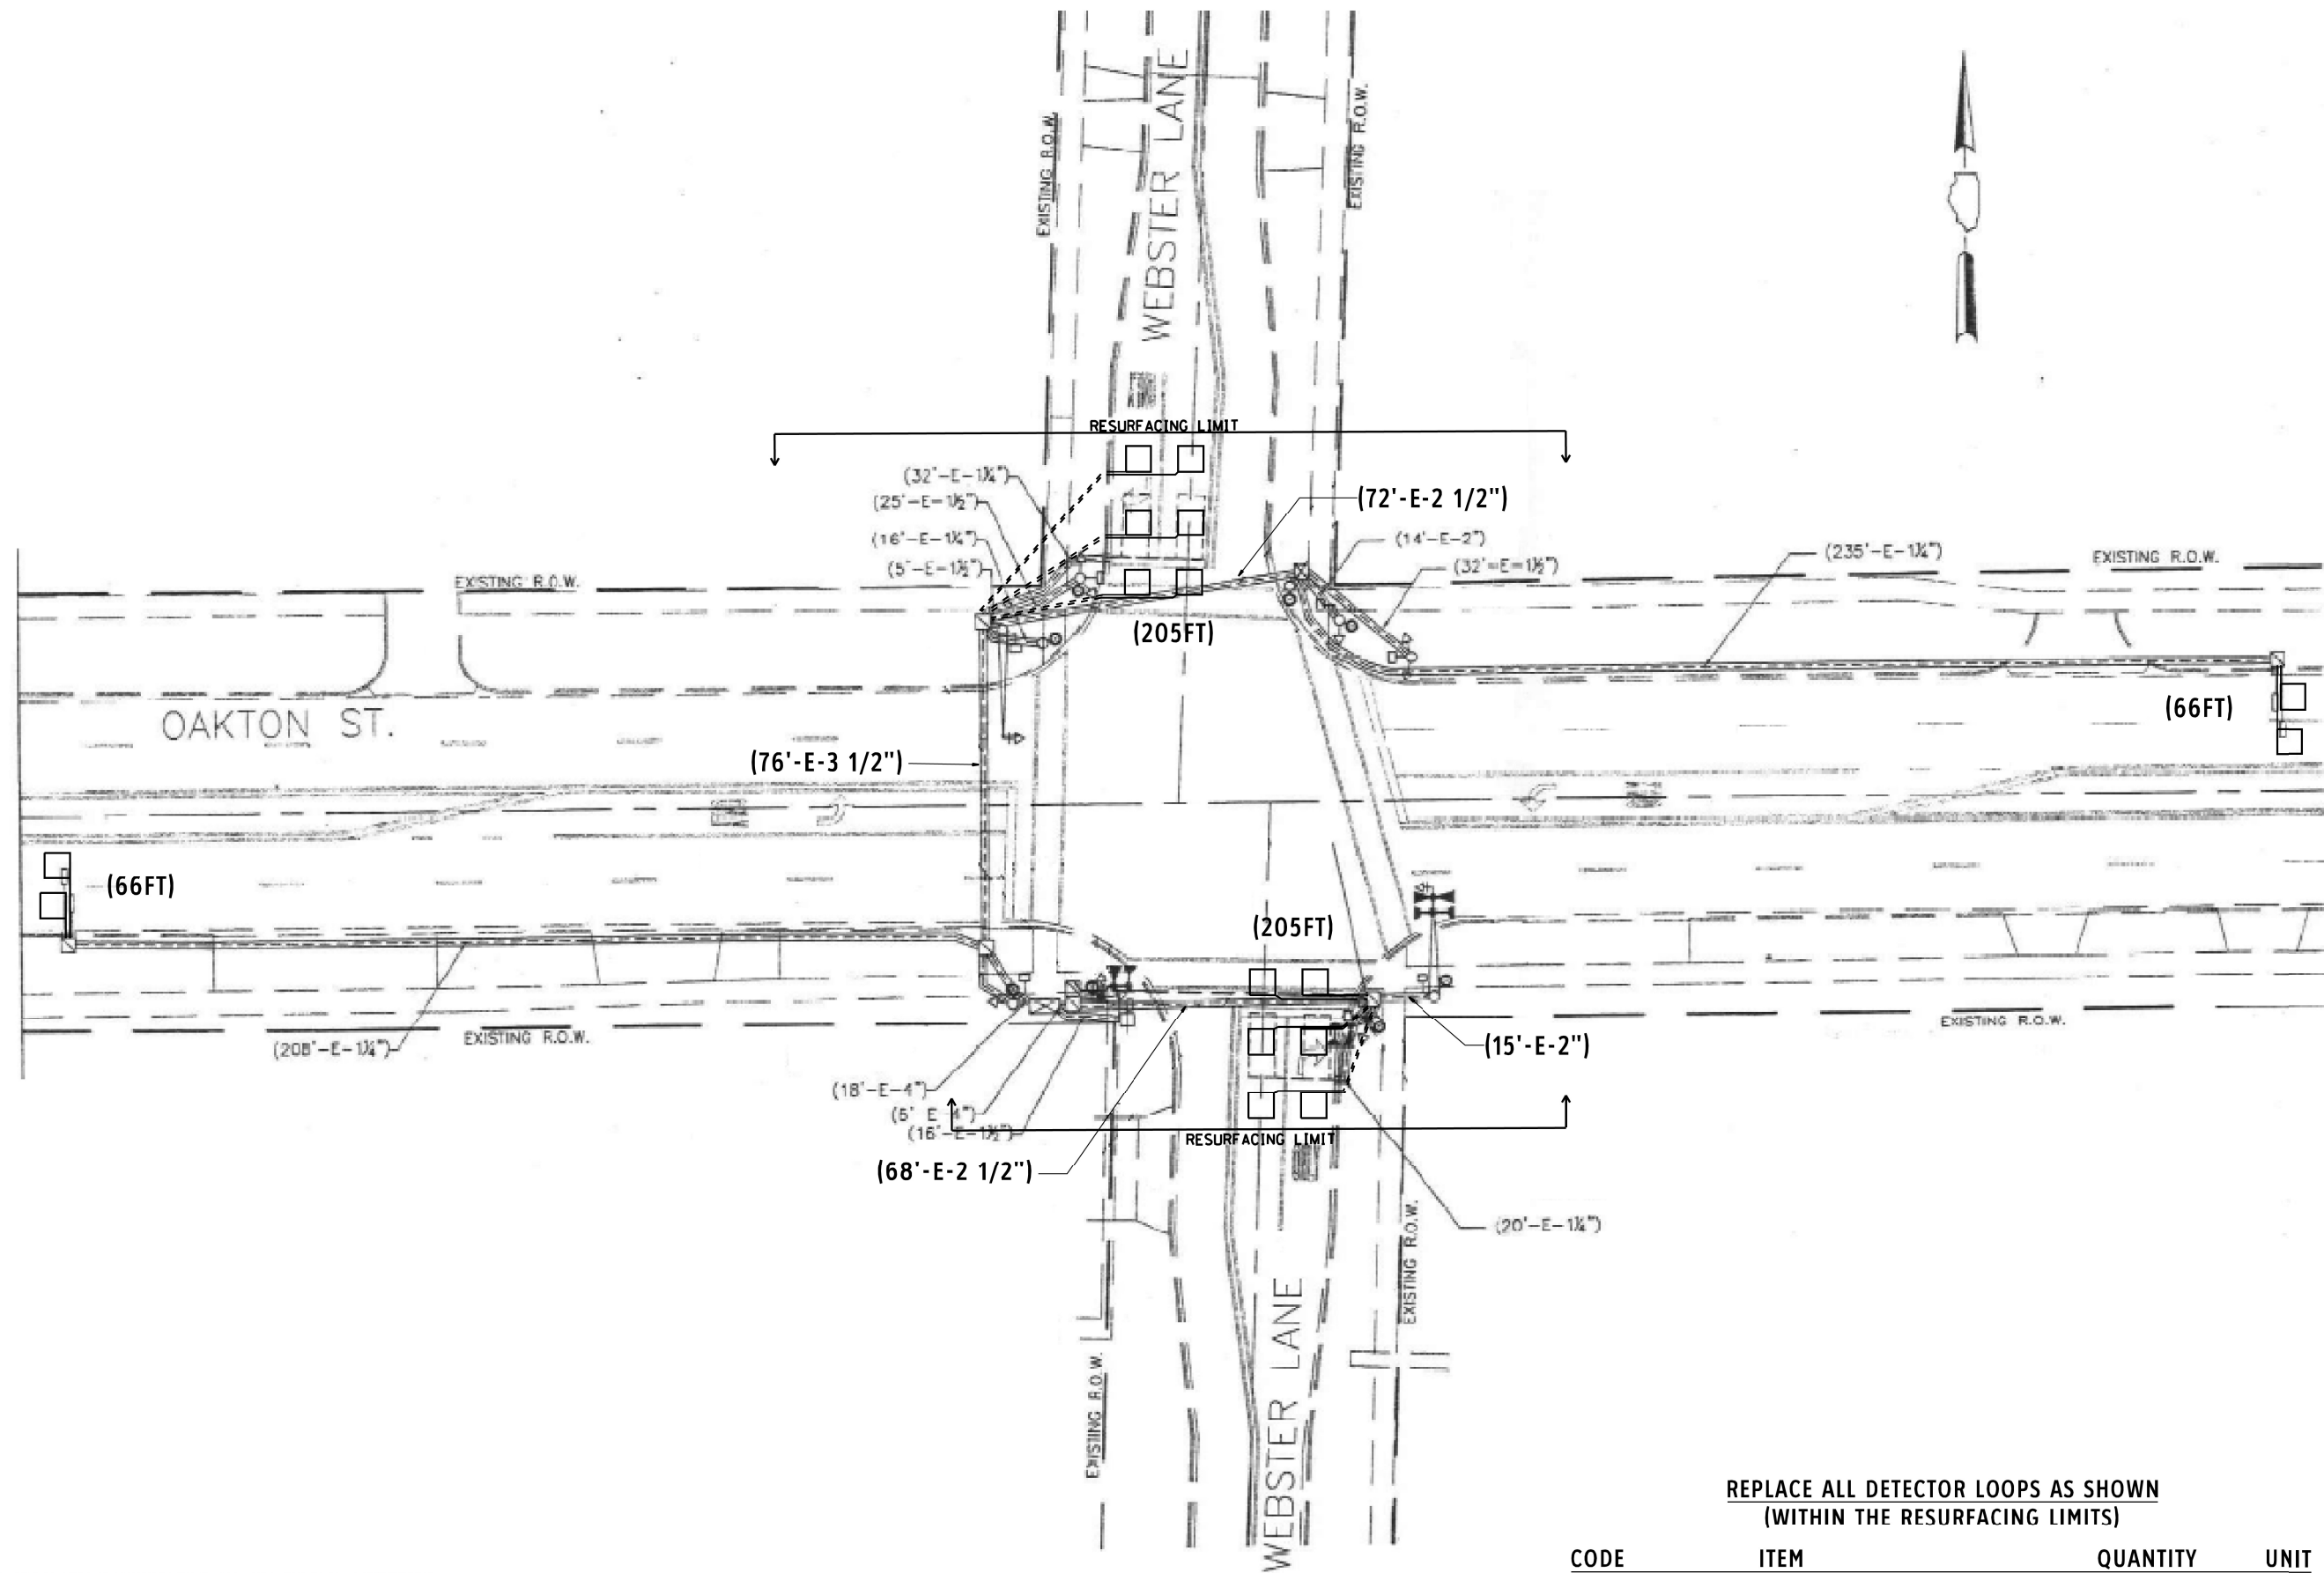 WEBSTER LANE
EXISTING R.O.W.
EXISTING R.O.W.
RESURFACING LIMIT
(32'-E-1¼")
(25'-E-1½")
(16'-E-1¼")
(5'-E-1½")
(72'-E-2 1/2")
(14'-E-2")
(32'-E-1½")
(235'-E-1¼")
EXISTING R.O.W.
EXISTING R.O.W.
(205FT)
OAKTON ST.
(66FT)
(76'-E-3 1/2")
(66FT)
(205FT)
EXISTING R.O.W.
EXISTING R.O.W.
(208'-E-1¼")
(15'-E-2")
(18'-E-4")
(16'-E-1½")
RESURFACING LIMIT
(68'-E-2 1/2")
(20'-E-1¼")
EXISTING R.O.W.
EXISTING R.O.W.
WEBSTER LANE
REPLACE ALL DETECTOR LOOPS AS SHOWN
(WITHIN THE RESURFACING LIMITS)
CODE ITEM QUANTITY UNIT